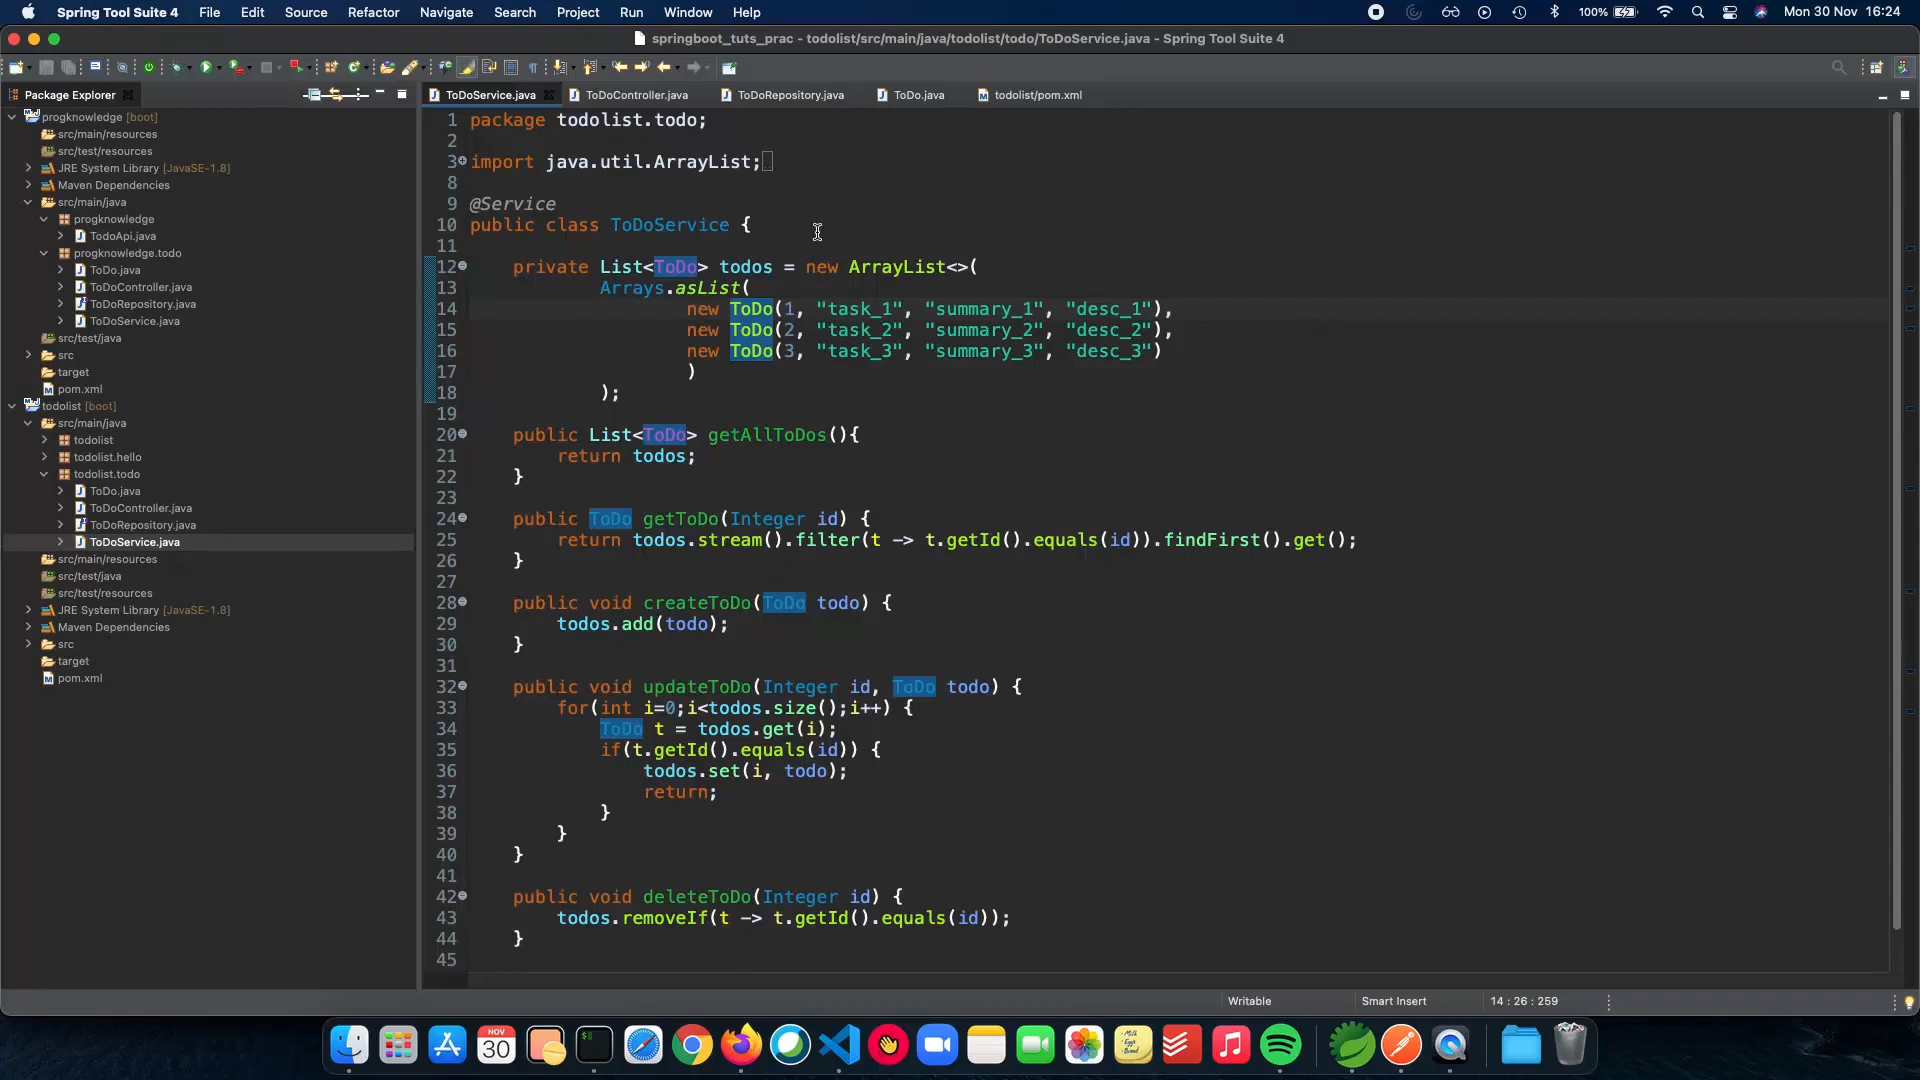 Spring Tool Suite 4 File Edit Source Refactor Navigate Search Project Run Window Help 100% Mon 30 Nov 16:24
springboot_tuts_prac - todolist/src/main/java/todolist/todo/ToDoService.java - Spring Tool Suite 4
Package Explorer
progknowledge [boot]
src/main/resources
src/test/resources
JRE System Library [JavaSE-1.8]
Maven Dependencies
src/main/java
progknowledge
TodoApi.java
progknowledge.todo
ToDo.java
ToDoController.java
ToDoRepository.java
ToDoService.java
src/test/java
src
target
pom.xml
todolist [boot]
src/main/java
todolist
todolist.hello
todolist.todo
ToDo.java
ToDoController.java
ToDoRepository.java
ToDoService.java
src/main/resources
src/test/java
src/test/resources
JRE System Library [JavaSE-1.8]
Maven Dependencies
src
target
pom.xml
ToDoService.java ToDoController.java ToDoRepository.java ToDo.java todolist/pom.xml
1 package todolist.todo;
2
3 import java.util.ArrayList;
8
9 @Service
10 public class ToDoService {
11
12 private List<ToDo> todos = new ArrayList<>(
13 Arrays.asList(
14 new ToDo(1, "task_1", "summary_1", "desc_1"),
15 new ToDo(2, "task_2", "summary_2", "desc_2"),
16 new ToDo(3, "task_3", "summary_3", "desc_3")
17 )
18 );
19
20 public List<ToDo> getAllToDos(){
21 return todos;
22 }
23
24 public ToDo getToDo(Integer id) {
25 return todos.stream().filter(t -> t.getId().equals(id)).findFirst().get();
26 }
27
28 public void createToDo(ToDo todo) {
29 todos.add(todo);
30 }
31
32 public void updateToDo(Integer id, ToDo todo) {
33 for(int i=0;i<todos.size();i++) {
34 ToDo t = todos.get(i);
35 if(t.getId().equals(id)) {
36 todos.set(i, todo);
37 return;
38 }
39 }
40 }
41
42 public void deleteToDo(Integer id) {
43 todos.removeIf(t -> t.getId().equals(id));
44 }
45
Writable Smart Insert 14 : 26 : 259
NOV
30